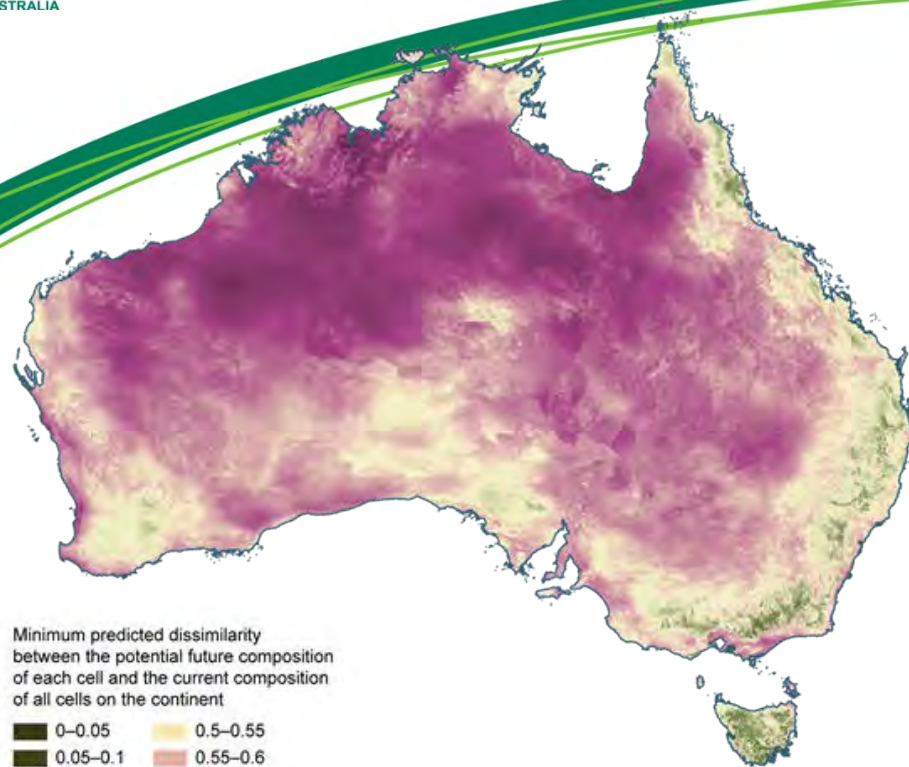 STRALIA
Minimum predicted dissimilarity
between the potential future composition
of each cell and the current composition
of all cells on the continent
0–0.05 0.5–0.55
0.05–0.1 0.55–0.6